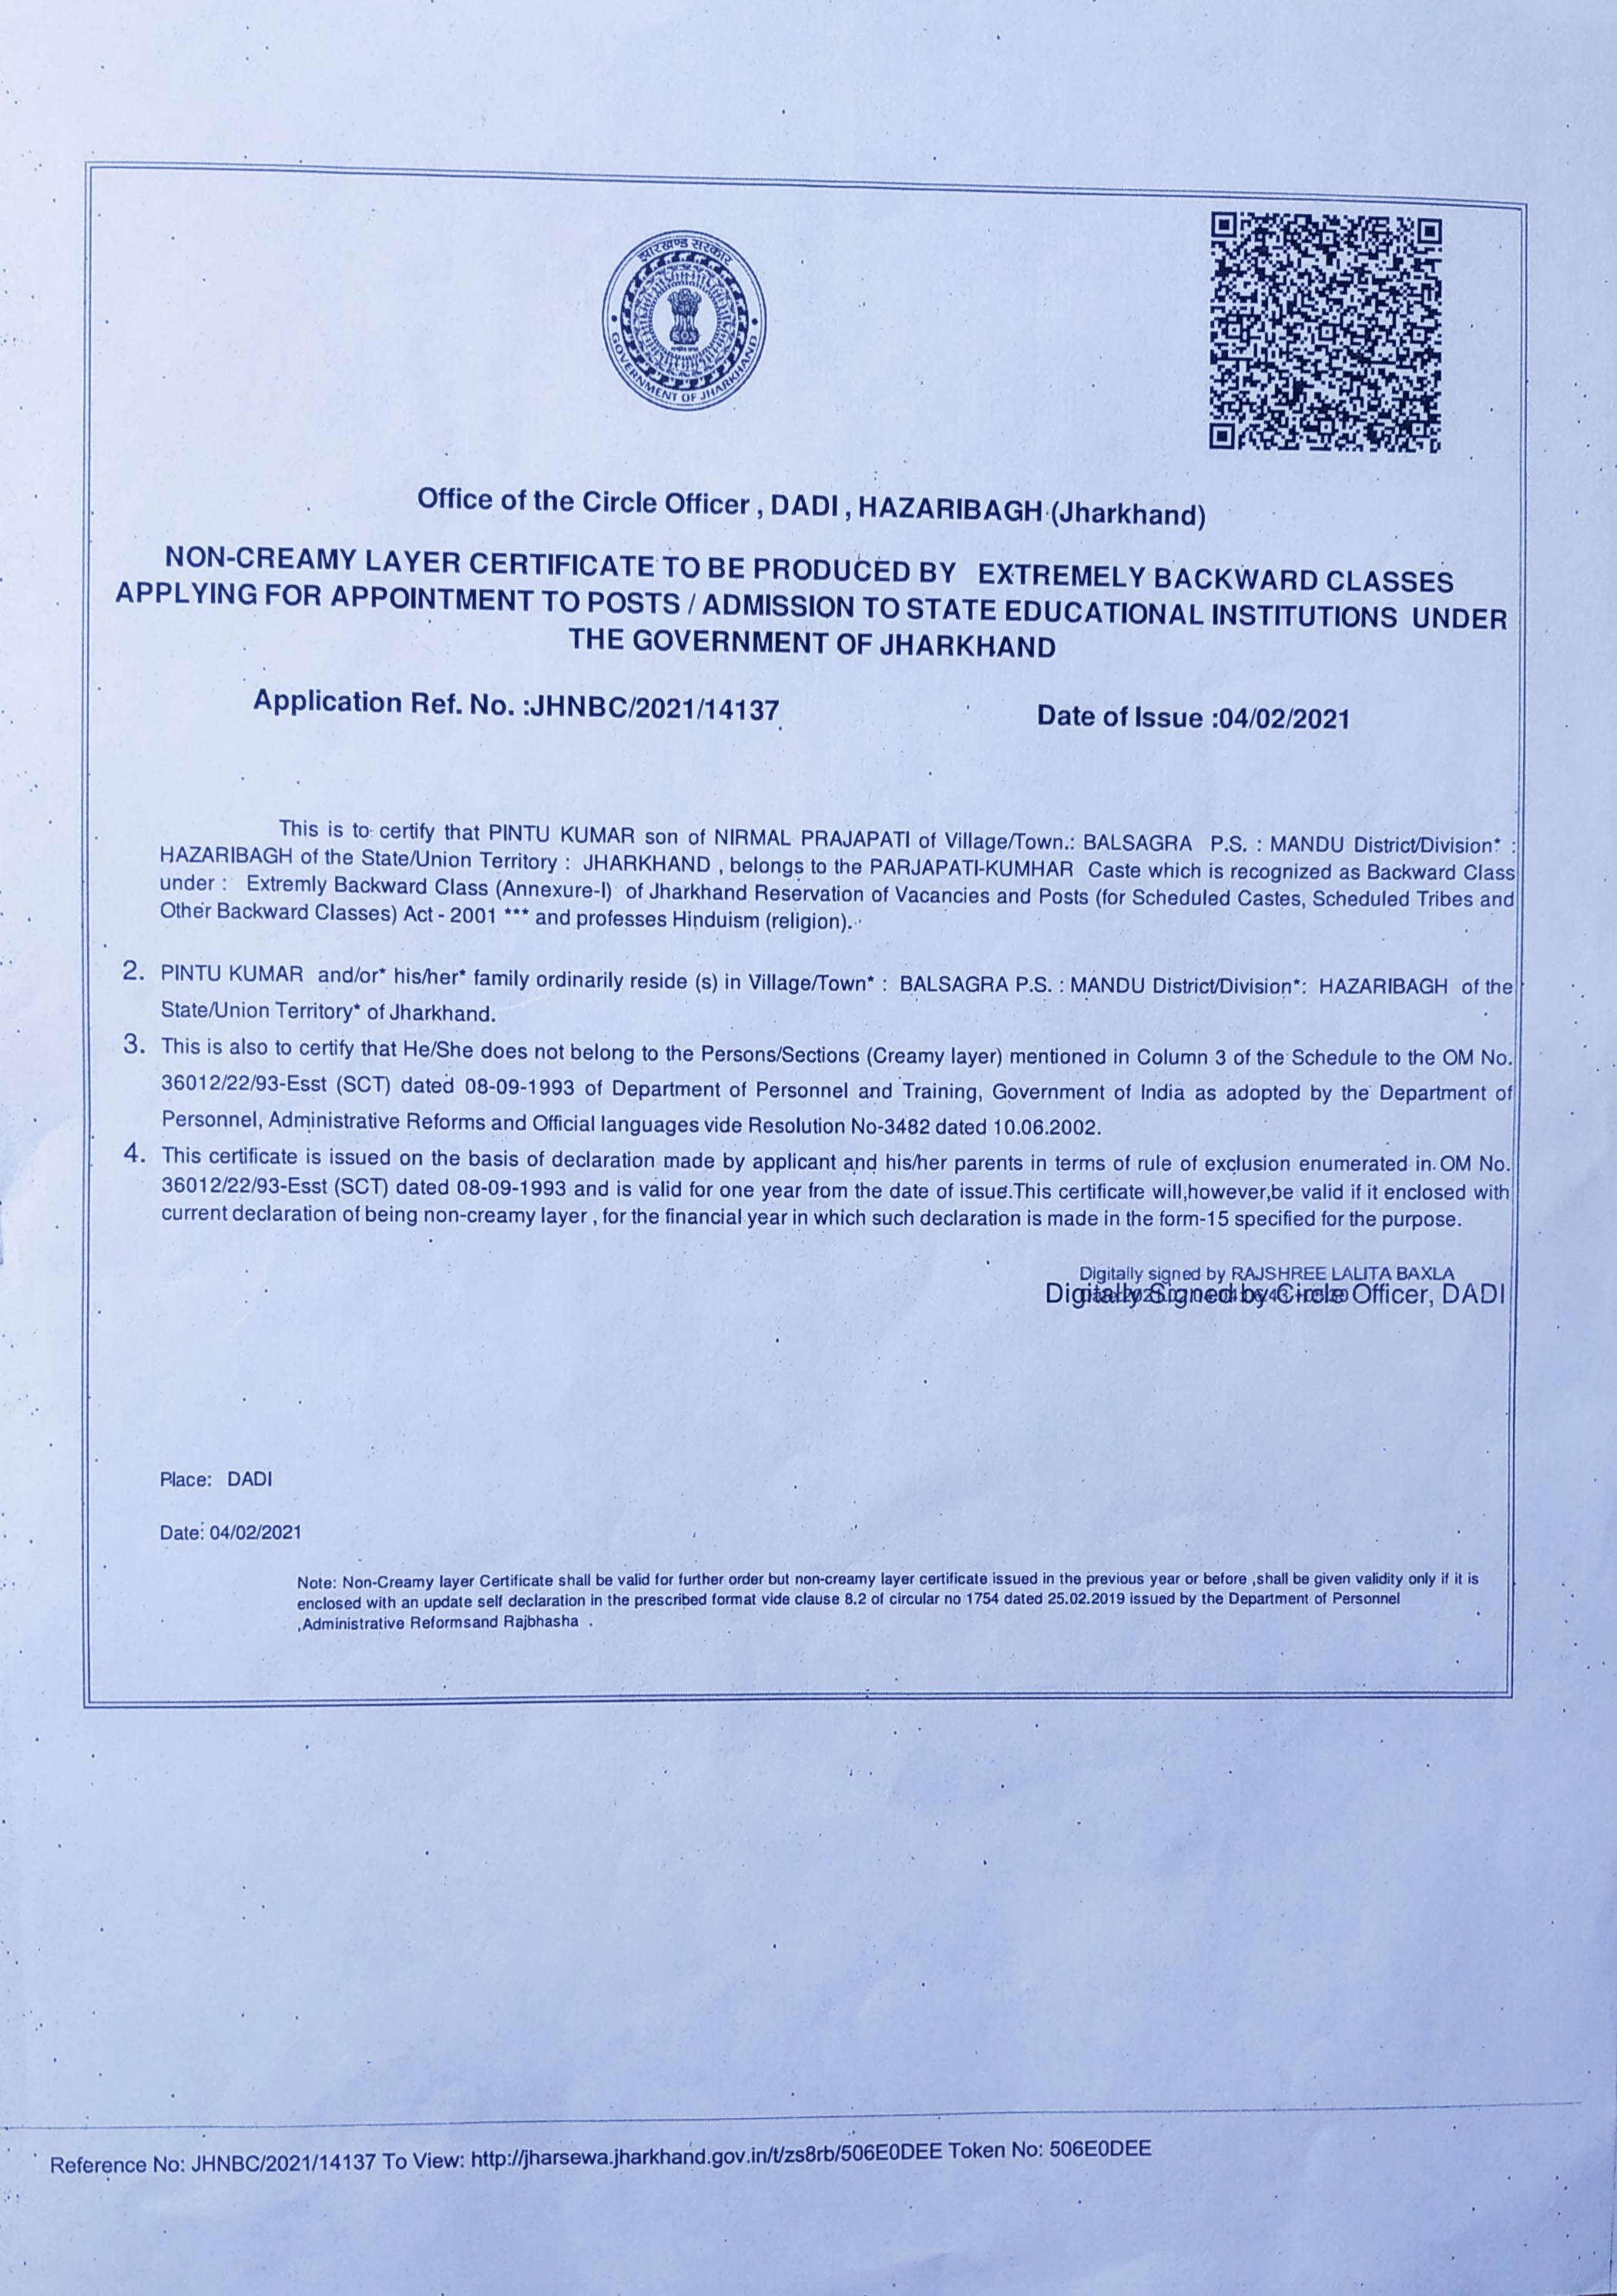 झारखण्ड सरकार
GOVERNMENT OF JHARKHAND
Office of the Circle Officer , DADI , HAZARIBAGH (Jharkhand)
NON-CREAMY LAYER CERTIFICATE TO BE PRODUCED BY EXTREMELY BACKWARD CLASSES
APPLYING FOR APPOINTMENT TO POSTS / ADMISSION TO STATE EDUCATIONAL INSTITUTIONS UNDER
THE GOVERNMENT OF JHARKHAND
Application Ref. No. :JHNBC/2021/14137 Date of Issue :04/02/2021
This is to certify that PINTU KUMAR son of NIRMAL PRAJAPATI of Village/Town.: BALSAGRA P.S. : MANDU District/Division* :
HAZARIBAGH of the State/Union Territory : JHARKHAND , belongs to the PARJAPATI-KUMHAR Caste which is recognized as Backward Class
under : Extremly Backward Class (Annexure-I) of Jharkhand Reservation of Vacancies and Posts (for Scheduled Castes, Scheduled Tribes and
Other Backward Classes) Act - 2001 *** and professes Hinduism (religion).
2. PINTU KUMAR and/or* his/her* family ordinarily reside (s) in Village/Town* : BALSAGRA P.S. : MANDU District/Division*: HAZARIBAGH of the
State/Union Territory* of Jharkhand.
3. This is also to certify that He/She does not belong to the Persons/Sections (Creamy layer) mentioned in Column 3 of the Schedule to the OM No.
36012/22/93-Esst (SCT) dated 08-09-1993 of Department of Personnel and Training, Government of India as adopted by the Department of
Personnel, Administrative Reforms and Official languages vide Resolution No-3482 dated 10.06.2002.
4. This certificate is issued on the basis of declaration made by applicant and his/her parents in terms of rule of exclusion enumerated in OM No.
36012/22/93-Esst (SCT) dated 08-09-1993 and is valid for one year from the date of issue.This certificate will,however,be valid if it enclosed with
current declaration of being non-creamy layer , for the financial year in which such declaration is made in the form-15 specified for the purpose.
Digitally signed by RAJSHREE LALITA BAXLA
Digitally Signed by Circle Officer, DADI
Place: DADI
Date: 04/02/2021
Note: Non-Creamy layer Certificate shall be valid for further order but non-creamy layer certificate issued in the previous year or before ,shall be given validity only if it is
enclosed with an update self declaration in the prescribed format vide clause 8.2 of circular no 1754 dated 25.02.2019 issued by the Department of Personnel
,Administrative Reformsand Rajbhasha .
Reference No: JHNBC/2021/14137 To View: http://jharsewa.jharkhand.gov.in/t/zs8rb/506E0DEE Token No: 506E0DEE